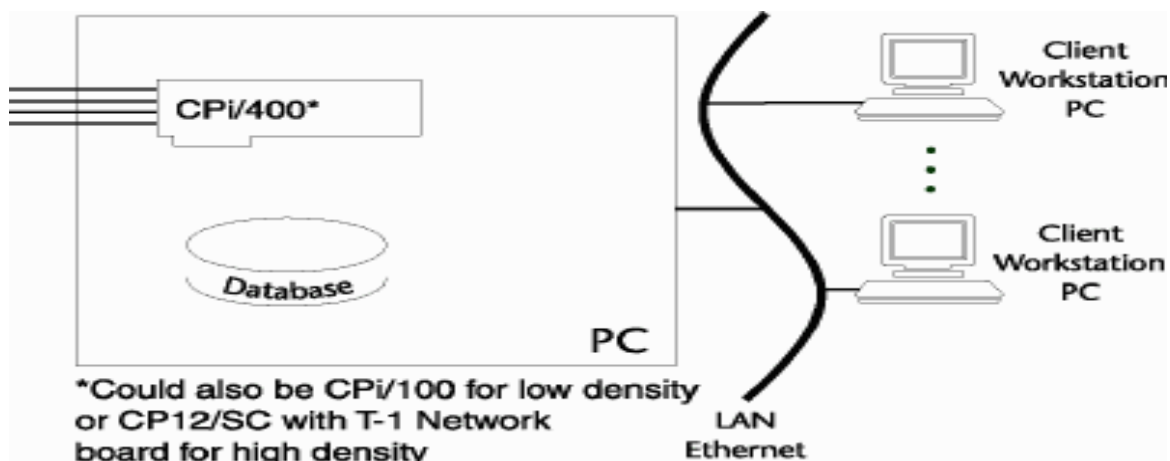 CPi/400*
Database
PC
*Could also be CPi/100 for low density
or CP12/SC with T-1 Network
board for high density
LAN
Ethernet
Client
Workstation
PC
Client
Workstation
PC